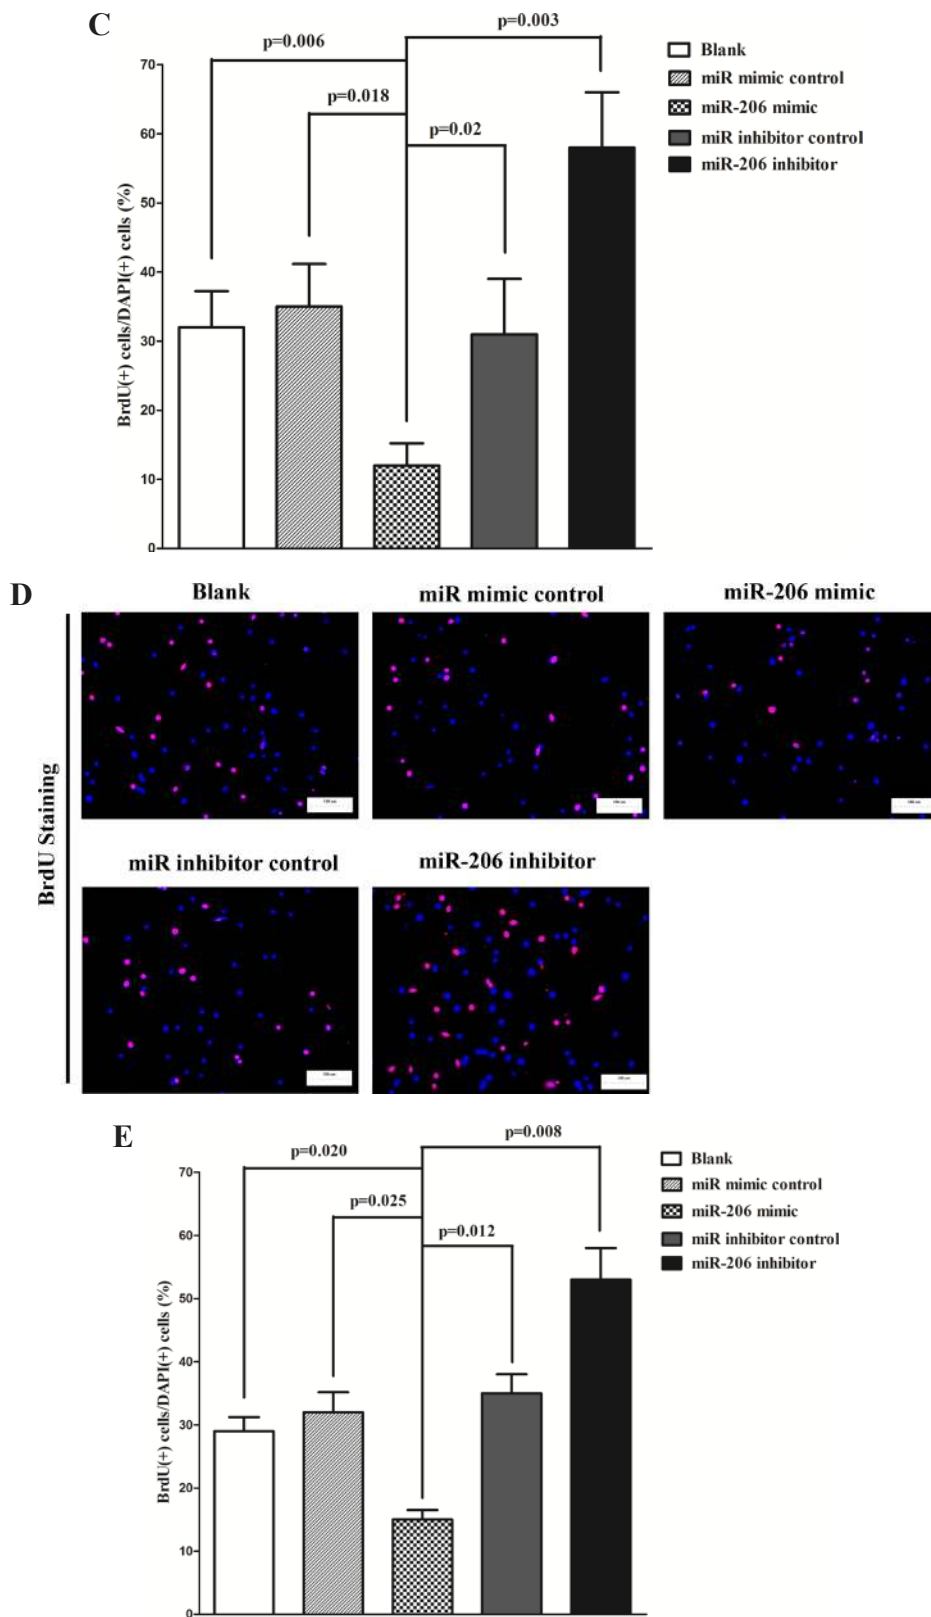 C
p=0.003
p=0.006
p=0.018
p=0.02
Blank
miR mimic control
miR-206 mimic
miR inhibitor control
miR-206 inhibitor
BrdU(+) cells/DAPI(+) cells (%)
70
60
50
40
30
20
10
0
D
BrdU Staining
Blank
miR mimic control
miR-206 mimic
miR inhibitor control
miR-206 inhibitor
E
p=0.008
p=0.020
p=0.025
p=0.012
Blank
miR mimic control
miR-206 mimic
miR inhibitor control
miR-206 inhibitor
BrdU(+) cells/DAPI(+) cells (%)
70
60
50
40
30
20
10
0